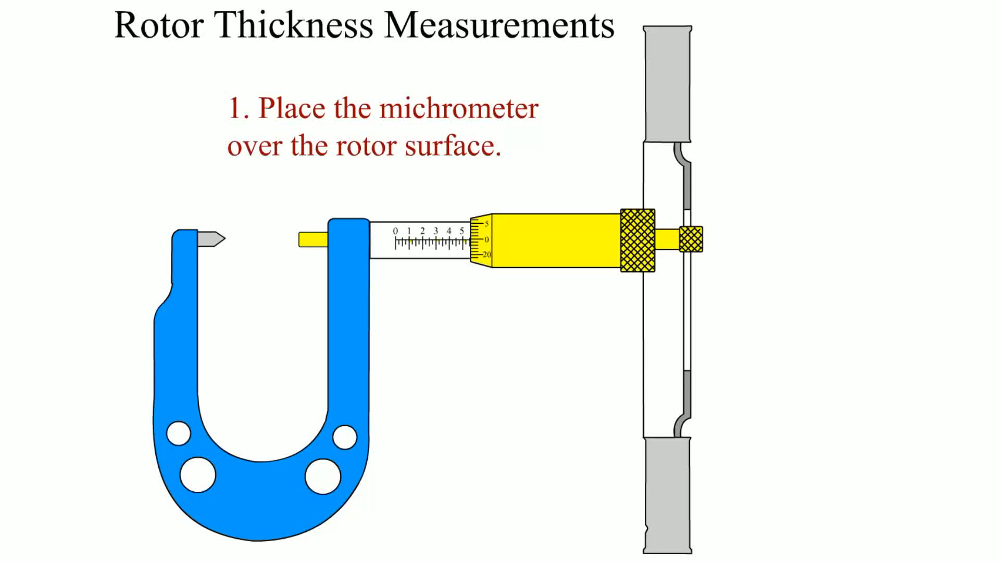 Rotor Thickness Measurements
1. Place the michrometer
over the rotor surface.
0 1 2 3 4 5
5
0
20